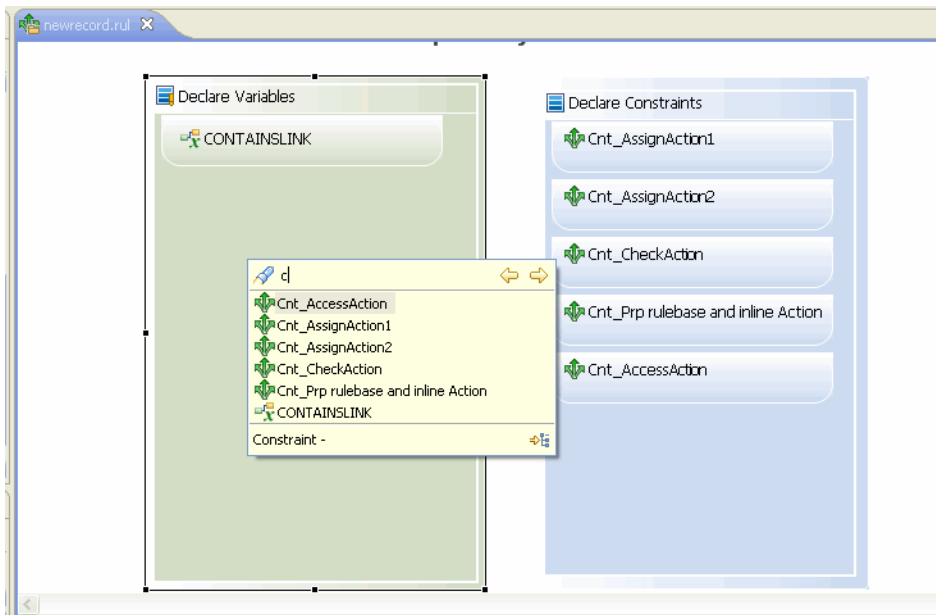 newrecord.rul
Declare Variables
CONTAINSLINK
Declare Constraints
Cnt_AssignAction1
Cnt_AssignAction2
Cnt_CheckAction
Cnt_Prp rulebase and inline Action
Cnt_AccessAction
c
Cnt_AccessAction
Cnt_AssignAction1
Cnt_AssignAction2
Cnt_CheckAction
Cnt_Prp rulebase and inline Action
CONTAINSLINK
Constraint -